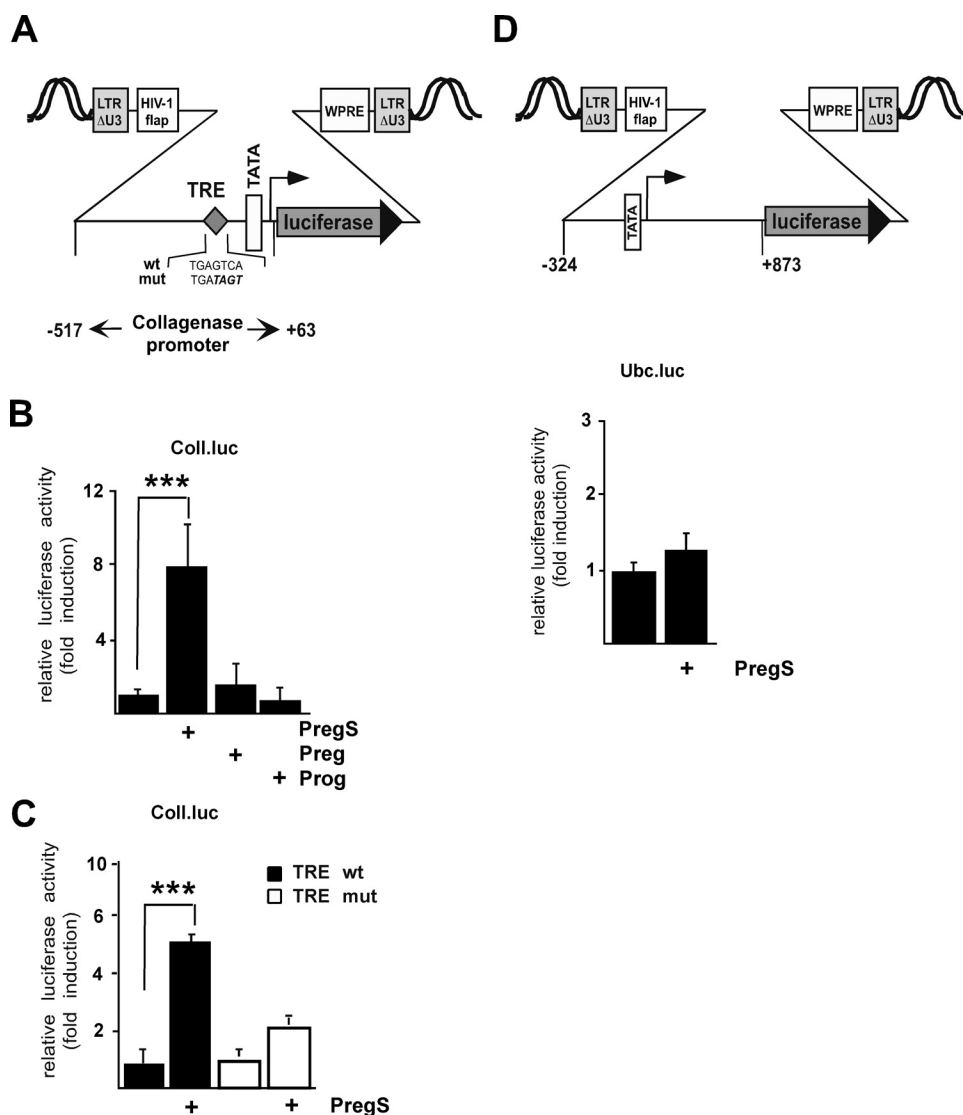 A
LTR
ΔU3
HIV-1
flap
WPRE
LTR
ΔU3
TRE
TATA
luciferase
wt
TGAGTCA
mut
TGATAGT
-517
Collagenase
promoter
+63
B
Coll.luc
relative luciferase activity
(fold induction)
12
8
4
***
+
PregS
+
Preg
+
Prog
C
Coll.luc
relative luciferase activity
(fold induction)
10
6
4
2
***
TRE wt
TRE mut
+
+
PregS
D
LTR
ΔU3
HIV-1
flap
WPRE
LTR
ΔU3
TATA
luciferase
-324
+873
Ubc.luc
relative luciferase activity
(fold induction)
3
2
1
+
PregS